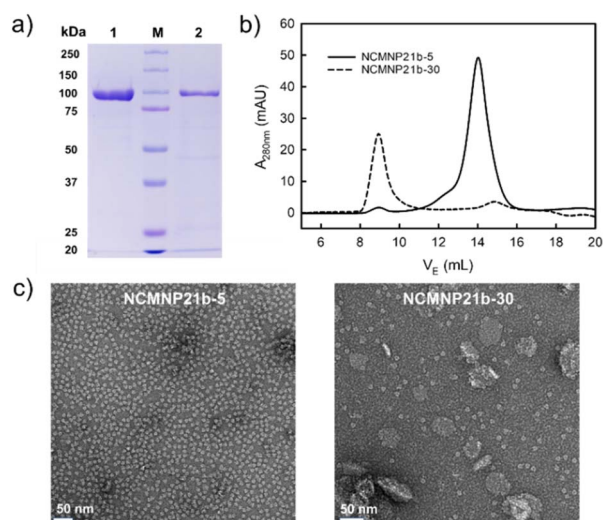 a)
kDa 1 M 2
250
150
100
75
50
37
25
20
b)
60
50
40
30
20
10
0
A280nm (mAU)
NCMNP21b-5
NCMNP21b-30
6 8 10 12 14 16 18 20
VE (mL)
c)
NCMNP21b-5
50 nm
NCMNP21b-30
50 nm